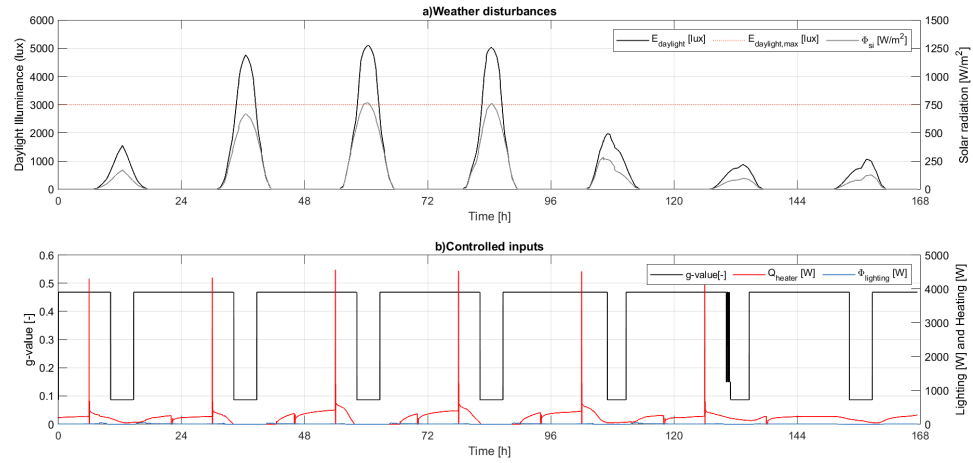 a)Weather disturbances
6000
5000
4000
3000
2000
1000
0
Daylight Illuminance (lux)
E_daylight [lux]
E_daylight,max [lux]
Φ_si [W/m²]
1500
1250
1000
750
500
250
0
Solar radiation [W/m²]
0 24 48 72 96 120 144 168
Time [h]
b)Controlled inputs
0.6
0.5
0.4
0.3
0.2
0.1
0
g-value [-]
g-value[-]
Q_heater [W]
Φ_lighting [W]
5000
4000
3000
2000
1000
0
Lighting [W] and Heating [W]
0 24 48 72 96 120 144 168
Time [h]